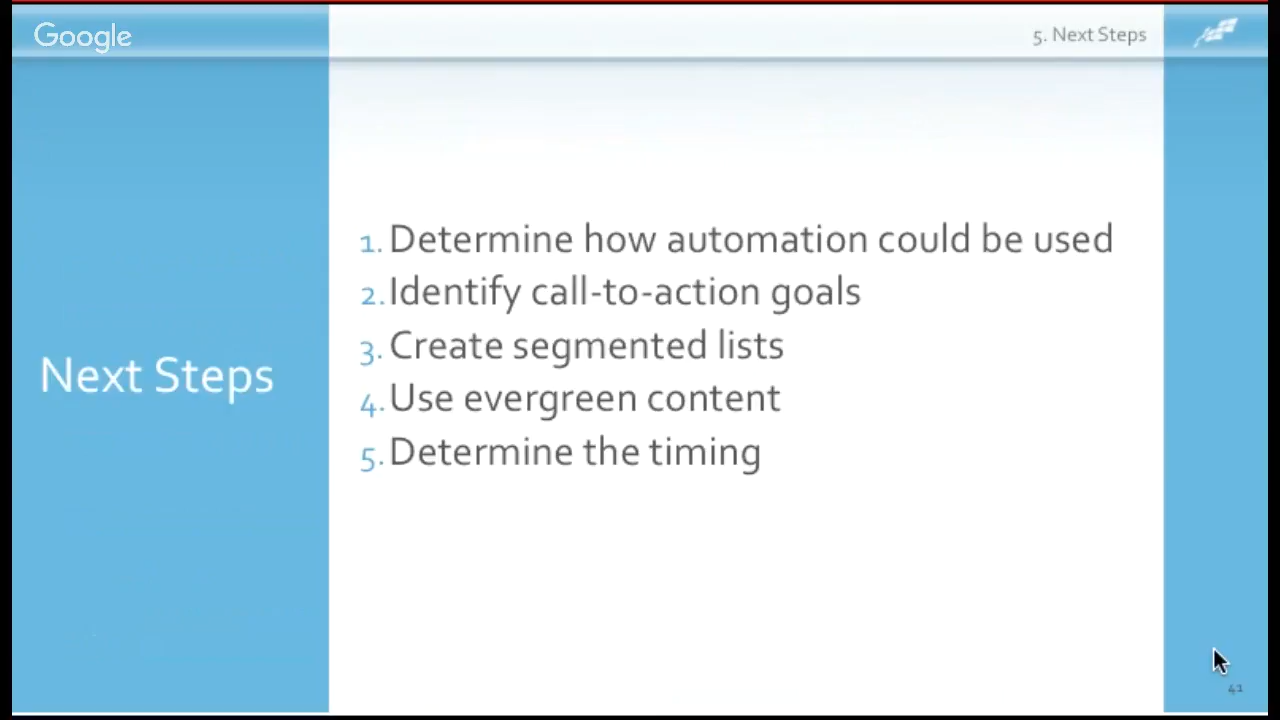 Google
5. Next Steps
Next Steps
1. Determine how automation could be used
2. Identify call-to-action goals
3. Create segmented lists
4. Use evergreen content
5. Determine the timing
41